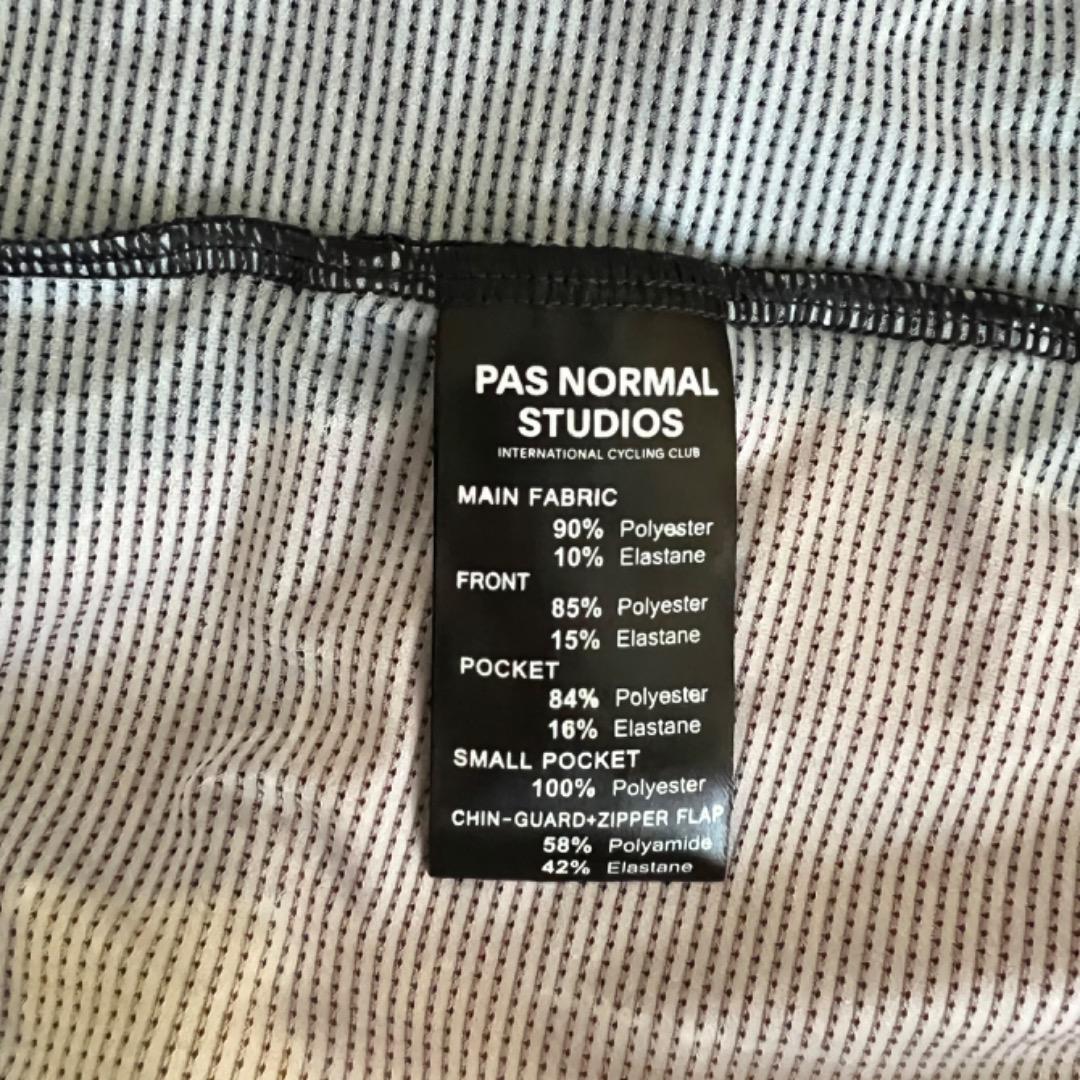 PAS NORMAL
STUDIOS
INTERNATIONAL CYCLING CLUB
MAIN FABRIC
90% Polyester
10% Elastane
FRONT
85% Polyester
15% Elastane
POCKET
84% Polyester
16% Elastane
SMALL POCKET
100% Polyester
CHIN-GUARD+ZIPPER FLAP
58% Polyamide
42% Elastane